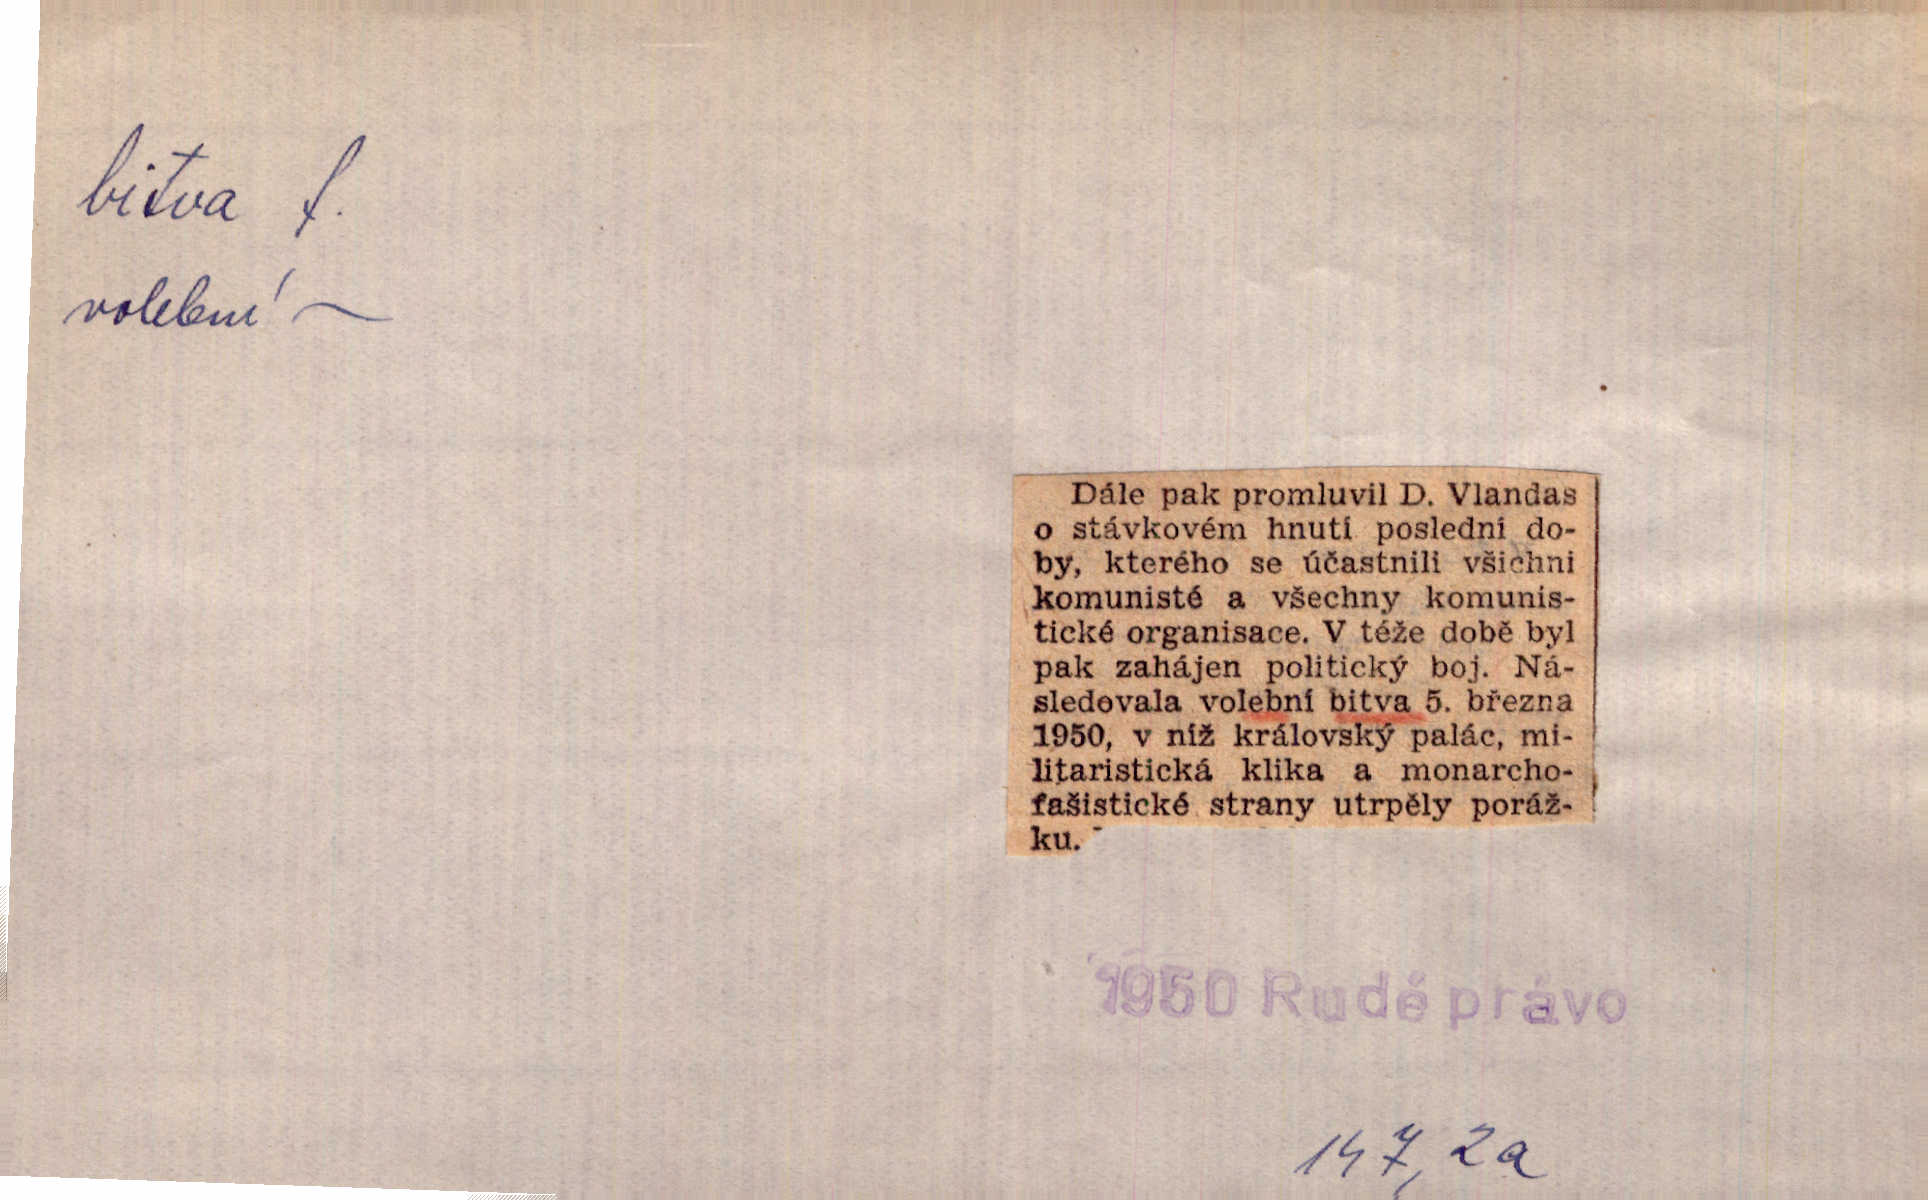 bitva f.
volební ~
Dále pak promluvil D. Vlandas
o stávkovém hnutí poslední do-
by, kterého se účastnili všichni
komunisté a všechny komunis-
tické organisace. V téže době byl
pak zahájen politický boj. Ná-
sledovala volební bitva 5. března
1950, v níž královský palác, mi-
litaristická klika a monarcho-
fašistické strany utrpěly poráž-
ku.
1950 Rudé právo
147, 2a